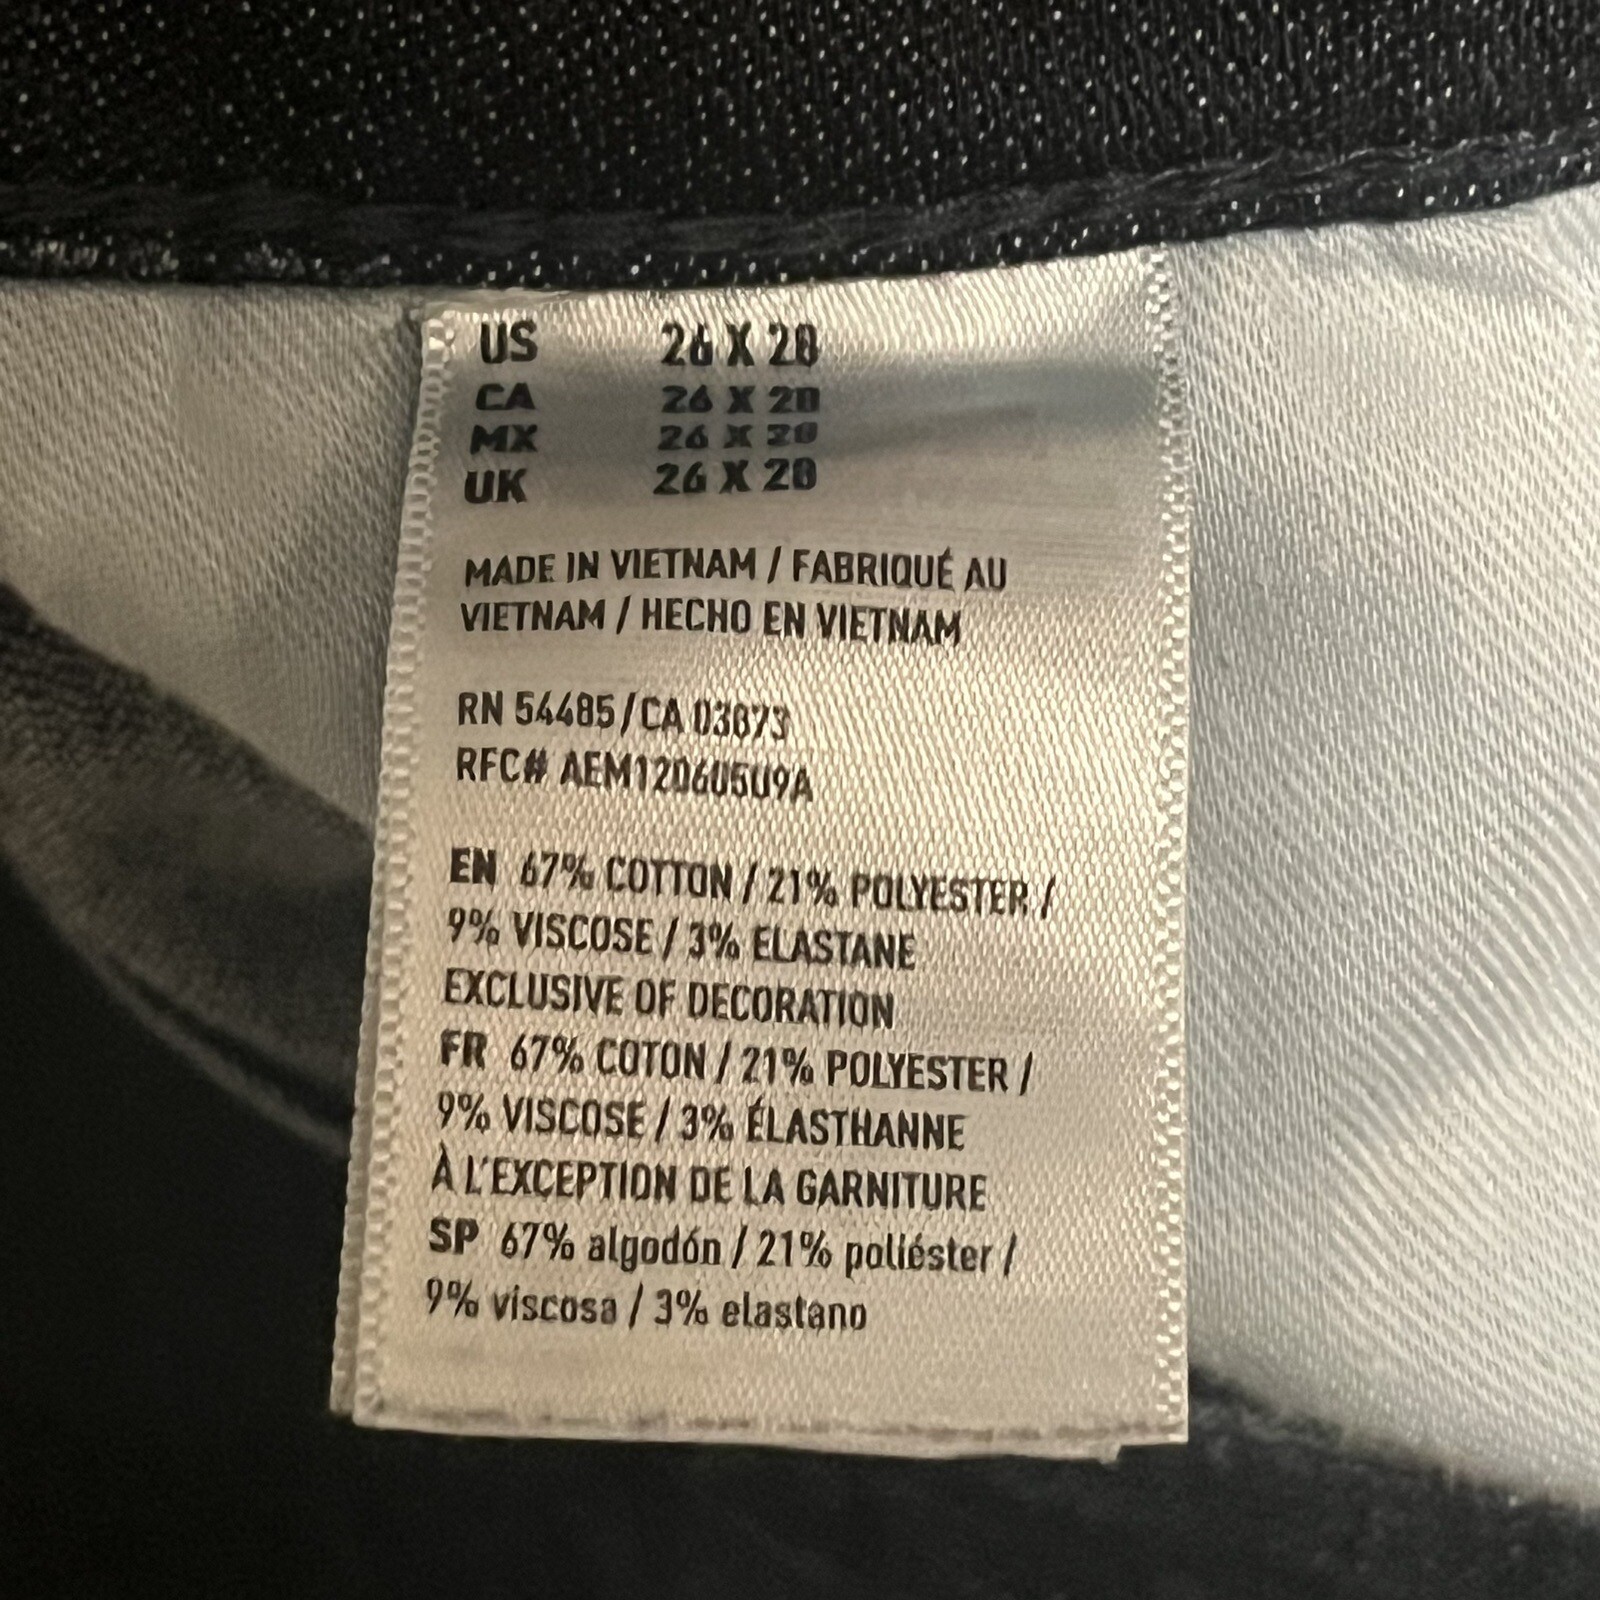 US 26 X 28
CA 26 X 28
MX 26 X 28
UK 26 X 28
MADE IN VIETNAM / FABRIQUÉ AU
VIETNAM / HECHO EN VIETNAM
RN 54485/CA 03873
RFC# AEM1206U5U9A
EN 67% COTTON / 21% POLYESTER /
9% VISCOSE / 3% ELASTANE
EXCLUSIVE OF DECORATION
FR 67% COTON / 21% POLYESTER /
9% VISCOSE / 3% ÉLASTHANNE
À L'EXCEPTION DE LA GARNITURE
SP 67% algodón / 21% poliéster /
9% viscosa / 3% elastano